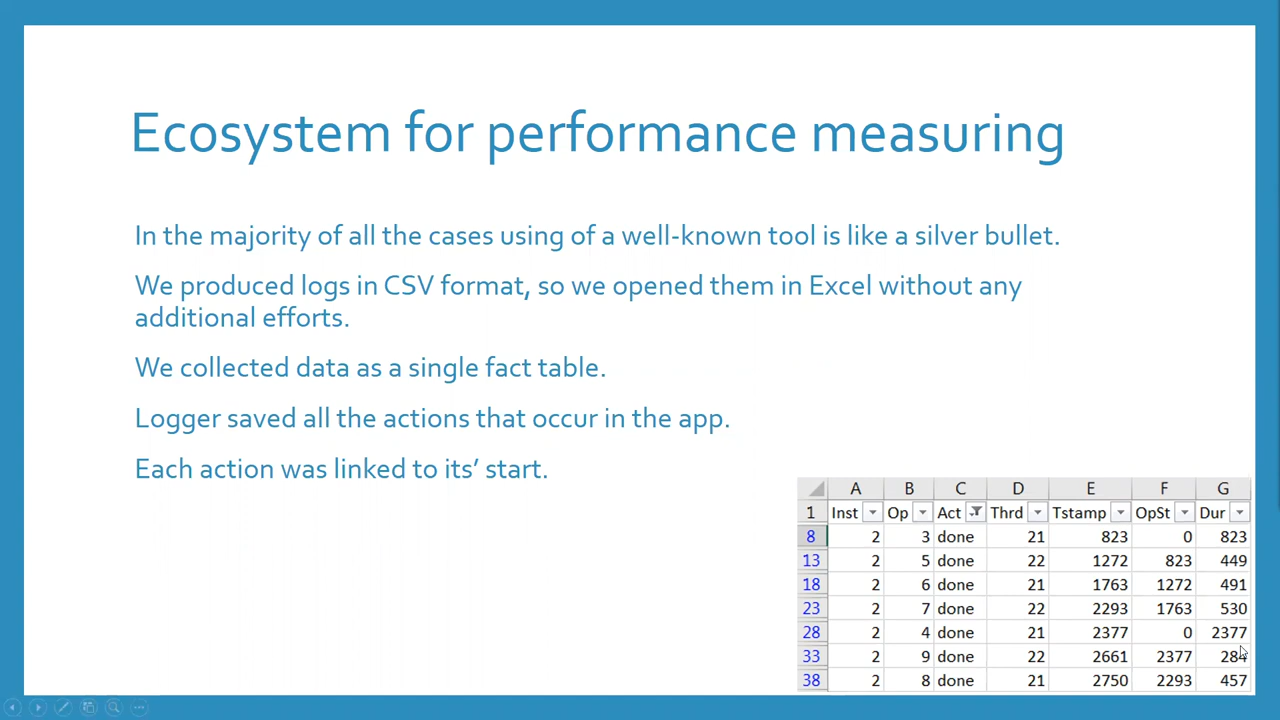 Ecosystem for performance measuring
In the majority of all the cases using of a well-known tool is like a silver bullet.
We produced logs in CSV format, so we opened them in Excel without any
additional efforts.
We collected data as a single fact table.
Logger saved all the actions that occur in the app.
Each action was linked to its’ start.
A B C D E F G
1 Inst Op Act Thrd Tstamp OpSt Dur
8 2 3 done 21 823 0 823
13 2 5 done 22 1272 823 449
18 2 6 done 21 1763 1272 491
23 2 7 done 22 2293 1763 530
28 2 4 done 21 2377 0 2377
33 2 9 done 22 2661 2377 284
38 2 8 done 21 2750 2293 457